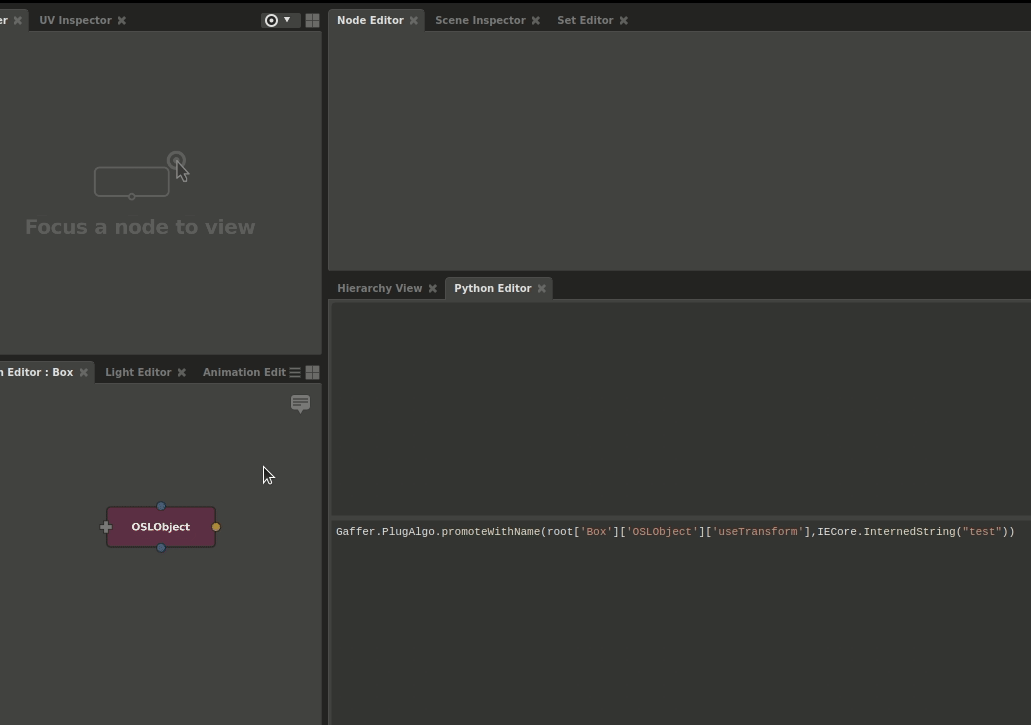 er UV Inspector
Node Editor Scene Inspector Set Editor
Focus a node to view
Hierarchy View Python Editor
n Editor : Box Light Editor Animation Edit
OSLObject
Gaffer.PlugAlgo.promoteWithName(root['Box']['OSLObject']['useTransform'],IECore.InternedString("test"))